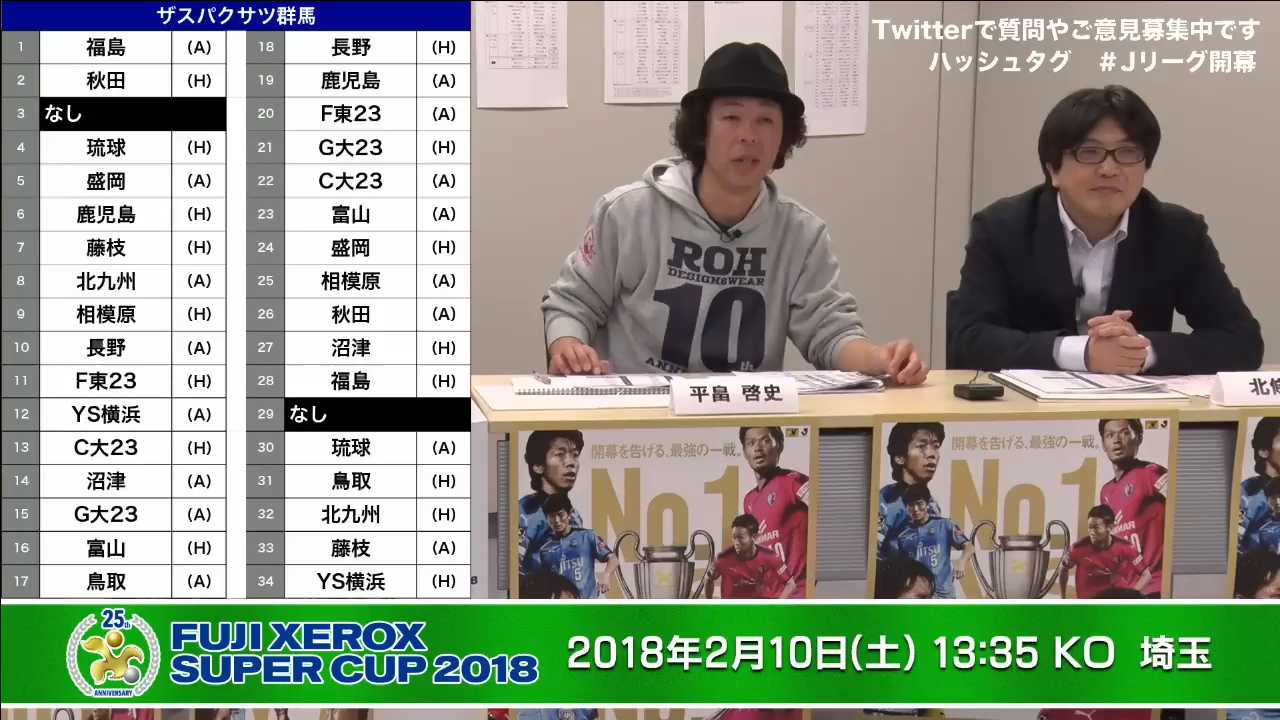 ザスパクサツ群馬
1 福島 (A)
2 秋田 (H)
3 なし
4 琉球 (H)
5 盛岡 (A)
6 鹿児島 (H)
7 藤枝 (H)
8 北九州 (A)
9 相模原 (H)
10 長野 (A)
11 F東23 (H)
12 YS横浜 (A)
13 C大23 (H)
14 沼津 (A)
15 G大23 (A)
16 富山 (H)
17 鳥取 (A)
18 長野 (H)
19 鹿児島 (A)
20 F東23 (A)
21 G大23 (H)
22 C大23 (A)
23 富山 (A)
24 盛岡 (H)
25 相模原 (A)
26 秋田 (A)
27 沼津 (H)
28 福島 (H)
29 なし
30 琉球 (A)
31 鳥取 (H)
32 北九州 (H)
33 藤枝 (A)
34 YS横浜 (H)
Twitterで質問やご意見募集中です
ハッシュタグ #Jリーグ開幕
ROH
DESIGNSWEAR
10th
平畠 啓史
開幕を告げる、最強の一戦。
No.1
開幕を告げる、最強の一戦。
No.1
25th
ANNIVERSARY
FUJI XEROX
SUPER CUP 2018
2018年2月10日(土) 13:35 KO 埼玉